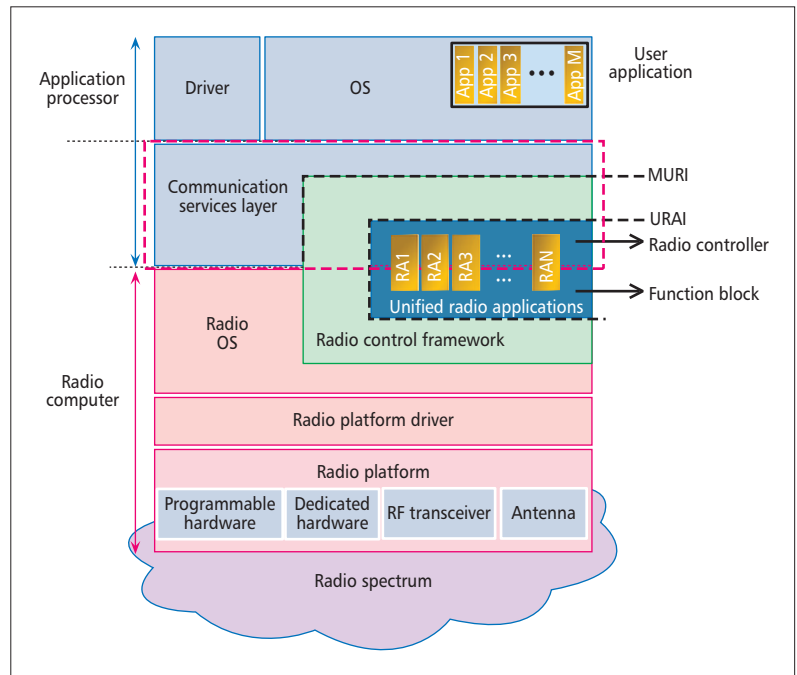 Application
processor
Driver
OS
App 1
App 2
App 3
•••
App M
User
application
Communication
services layer
MURI
URAI
Radio controller
RA1
RA2
RA3
...
...
RAN
Unified radio applications
Function block
Radio
OS
Radio control framework
Radio
computer
Radio platform driver
Radio platform
Programmable
hardware
Dedicated
hardware
RF transceiver
Antenna
Radio spectrum